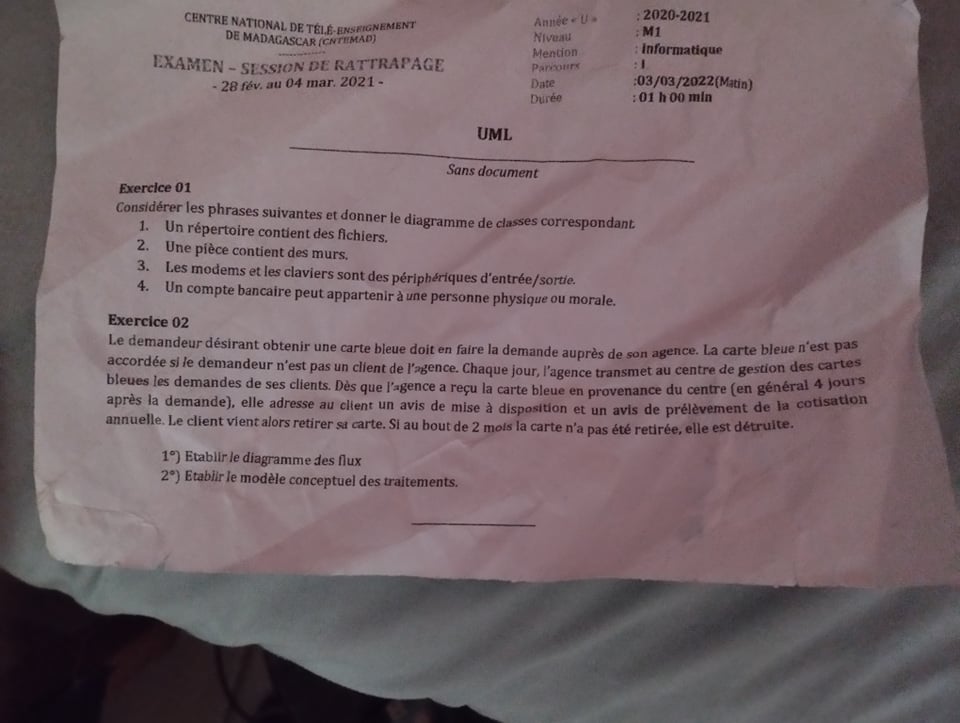 CENTRE NATIONAL DE TÉLÉ-ENSEIGNEMENT
DE MADAGASCAR (CNTEMAD)
EXAMEN – SESSION DE RATTRAPAGE
- 28 fév. au 04 mar. 2021 -
Année « U » : 2020-2021
Niveau : M1
Mention : Informatique
Parcours : I
Date :03/03/2022(Matin)
Durée : 01 h 00 min
UML
Sans document
Exercice 01
Considérer les phrases suivantes et donner le diagramme de classes correspondant
1. Un répertoire contient des fichiers.
2. Une pièce contient des murs.
3. Les modems et les claviers sont des périphériques d'entrée/sortie.
4. Un compte bancaire peut appartenir à une personne physique ou morale.
Exercice 02
Le demandeur désirant obtenir une carte bleue doit en faire la demande auprès de son agence. La carte bleue n'est pas
accordée si le demandeur n'est pas un client de l'agence. Chaque jour, l'agence transmet au centre de gestion des cartes
bleues les demandes de ses clients. Dès que l'agence a reçu la carte bleue en provenance du centre (en général 4 jours
après la demande), elle adresse au client un avis de mise à disposition et un avis de prélèvement de la cotisation
annuelle. Le client vient alors retirer sa carte. Si au bout de 2 mois la carte n'a pas été retirée, elle est détruite.
1°) Etablir le diagramme des flux
2°) Etablir le modèle conceptuel des traitements.